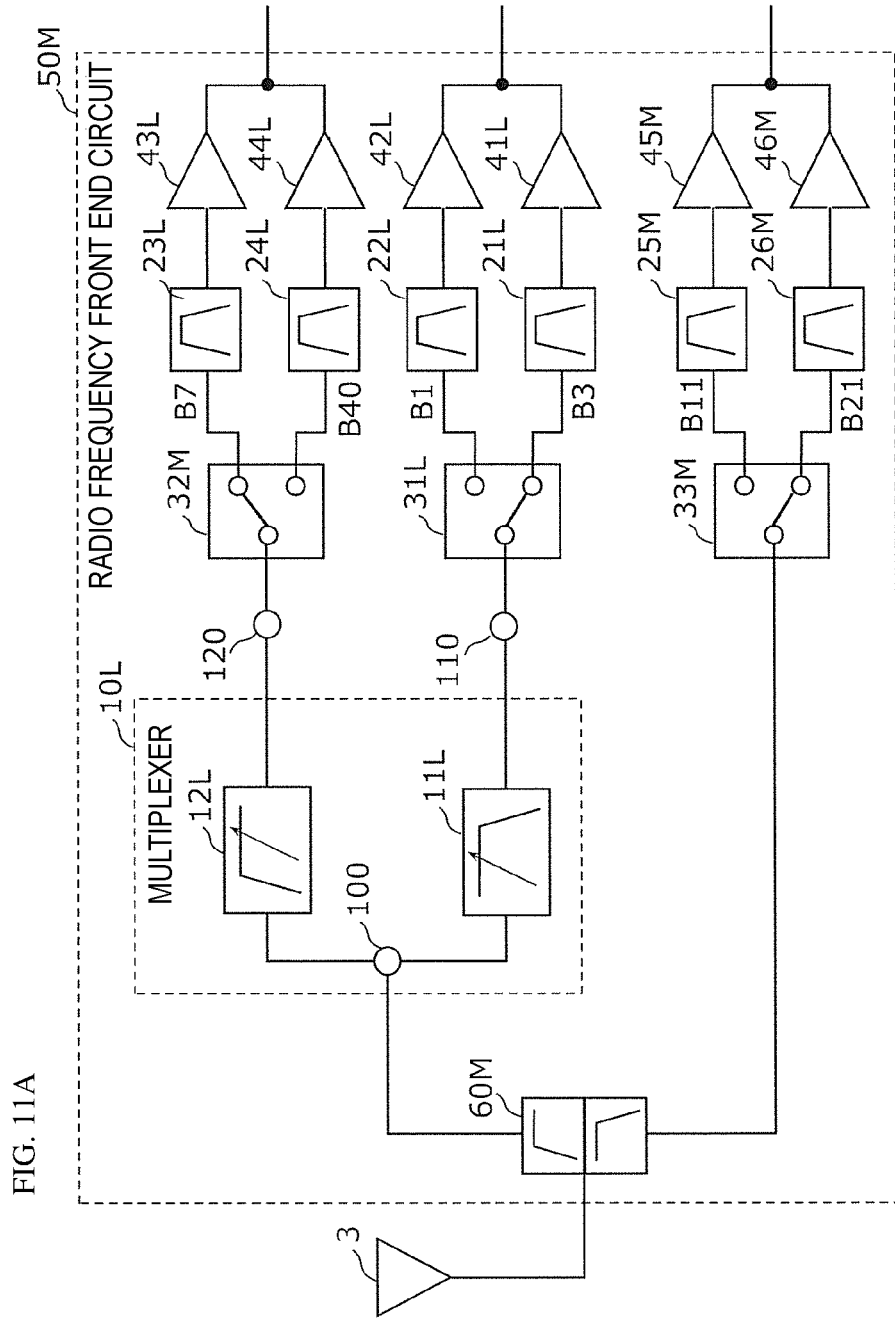 FIG. 11A
50M
RADIO FREQUENCY FRONT END CIRCUIT
10L
MULTIPLEXER
12L
120
32M
B7
23L
43L
B40
24L
44L
100
11L
110
31L
B1
22L
42L
B3
21L
41L
3
60M
33M
B11
25M
45M
B21
26M
46M